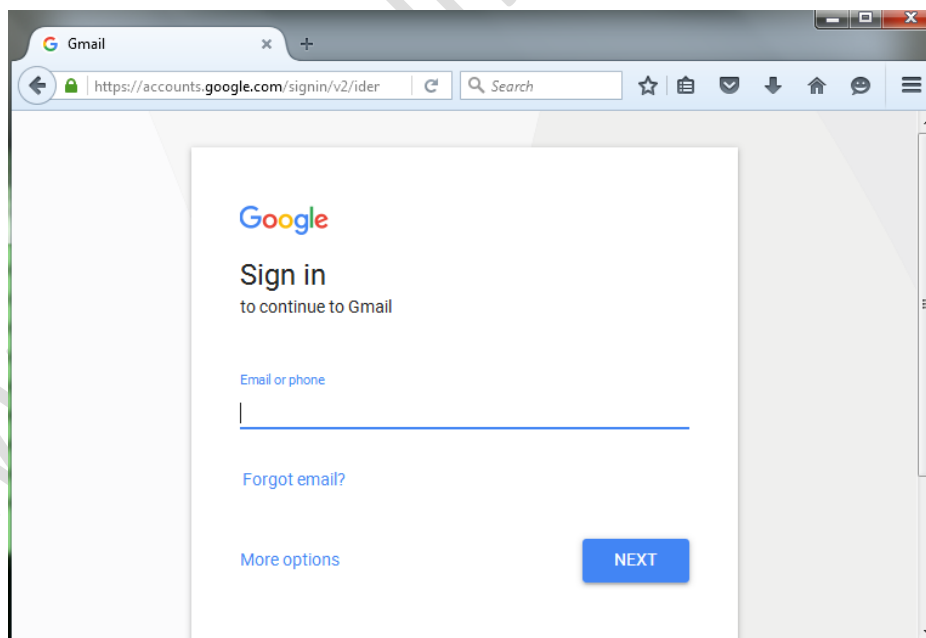 Gmail
https://accounts.google.com/signin/v2/ider
Search
Google
Sign in
to continue to Gmail
Email or phone
Forgot email?
More options
NEXT